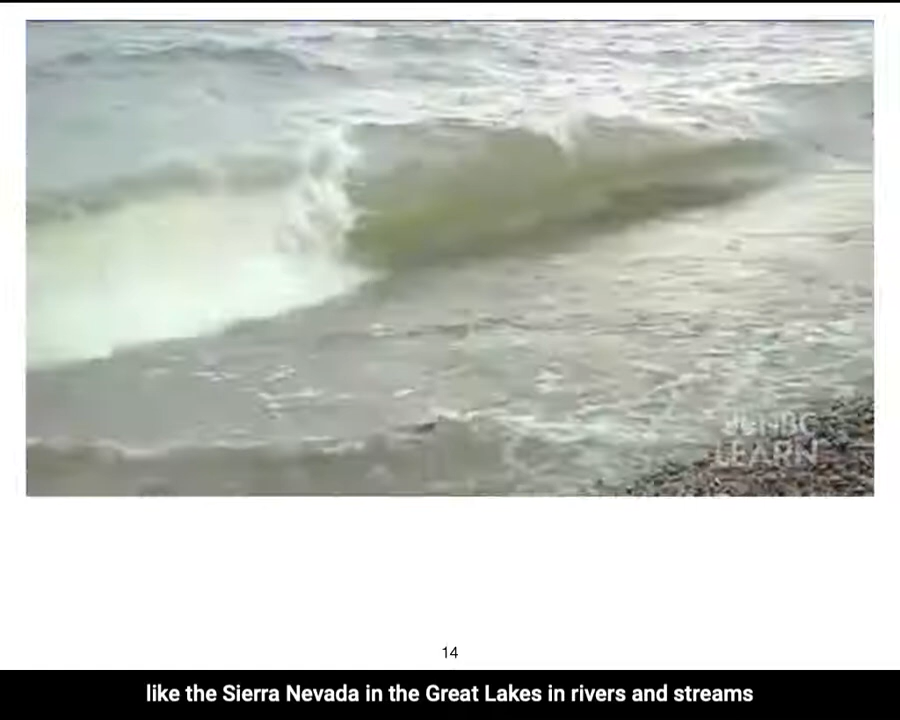 NBC
LEARN
14
like the Sierra Nevada in the Great Lakes in rivers and streams